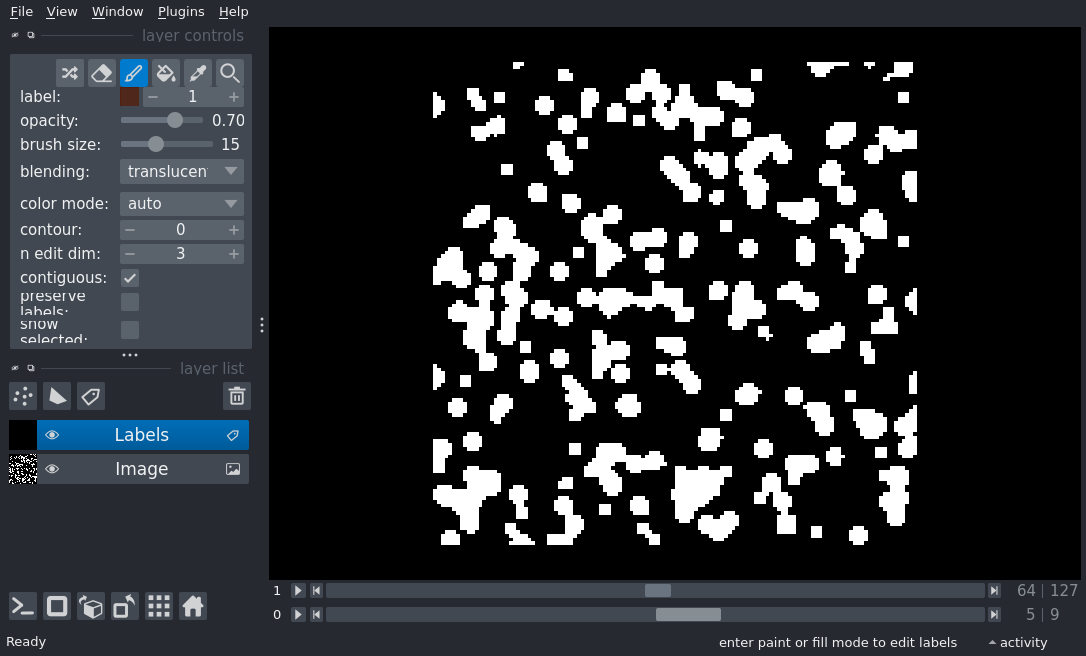 File View Window Plugins Help
layer controls
label: 1
opacity: 0.70
brush size: 15
blending: translucen
color mode: auto
contour: 0
n edit dim: 3
contiguous:
preserve
labels:
show
selected:
layer list
Labels
Image
1 64 127
0 5 9
Ready enter paint or fill mode to edit labels activity